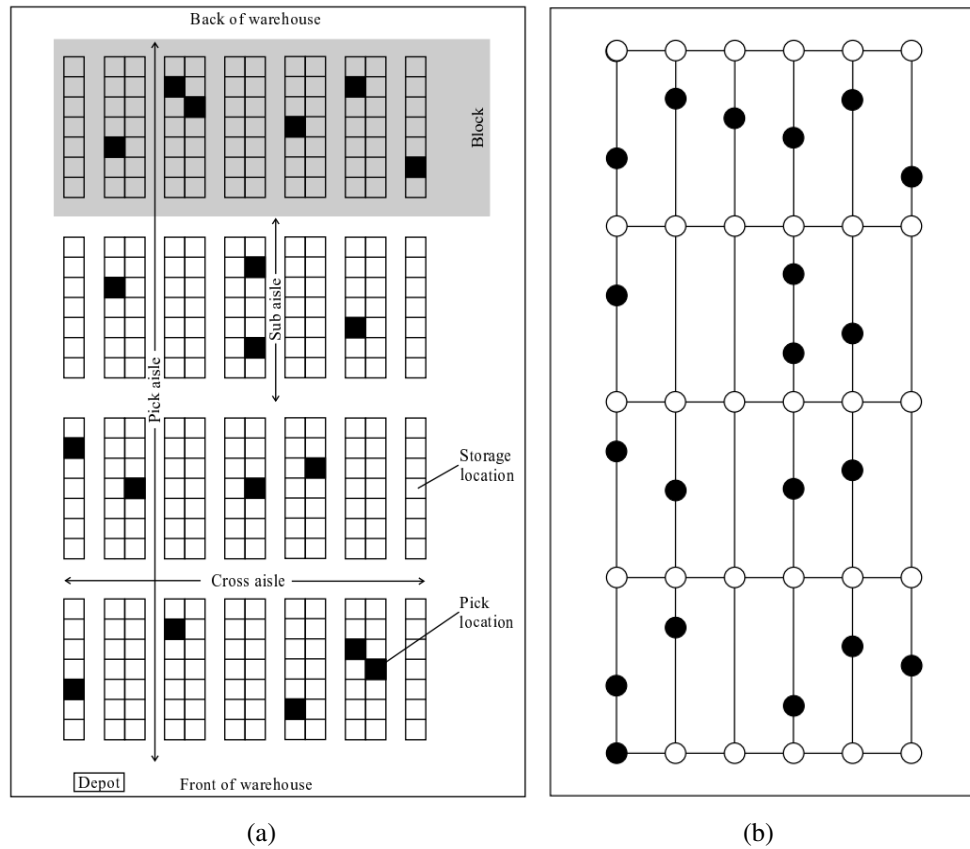 Back of warehouse
Block
Sub aisle
Pick aisle
Storage
location
Cross aisle
Pick
location
Depot
Front of warehouse
(a)
(b)